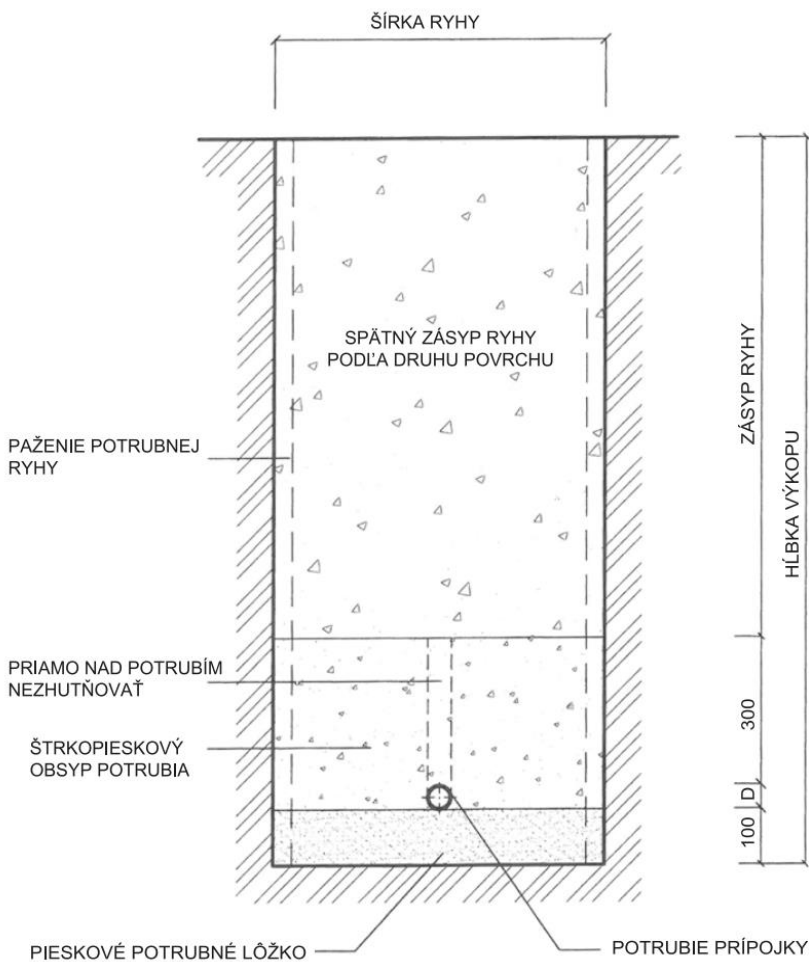 ŠÍRKA RYHY
SPÄTNÝ ZÁSYP RYHY
PODĽA DRUHU POVRCHU
PAŽENIE POTRUBNEJ
RYHY
PRIAMO NAD POTRUBÍM
NEZHUTŇOVAŤ
ŠTRKOPIESKOVÝ
OBSYP POTRUBIA
PIESKOVÉ POTRUBNÉ LÔŽKO
POTRUBIE PRÍPOJKY
ZÁSYP RYHY
300
D
100
HĹBKA VÝKOPU